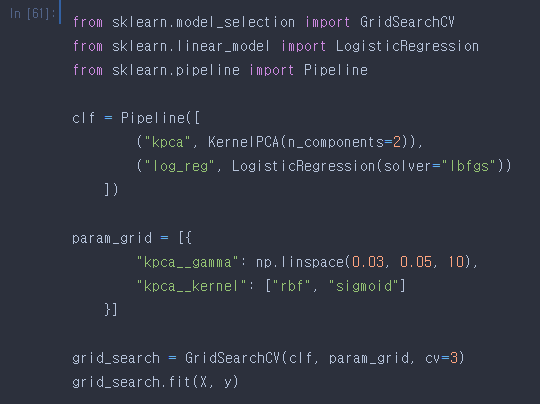 In [61]:
from sklearn.model_selection import GridSearchCV
from sklearn.linear_model import LogisticRegression
from sklearn.pipeline import Pipeline
clf = Pipeline([
("kpca", KernelPCA(n_components=2)),
("log_reg", LogisticRegression(solver="lbfgs"))
])
param_grid = [{
"kpca__gamma": np.linspace(0.03, 0.05, 10),
"kpca__kernel": ["rbf", "sigmoid"]
}]
grid_search = GridSearchCV(clf, param_grid, cv=3)
grid_search.fit(X, y)